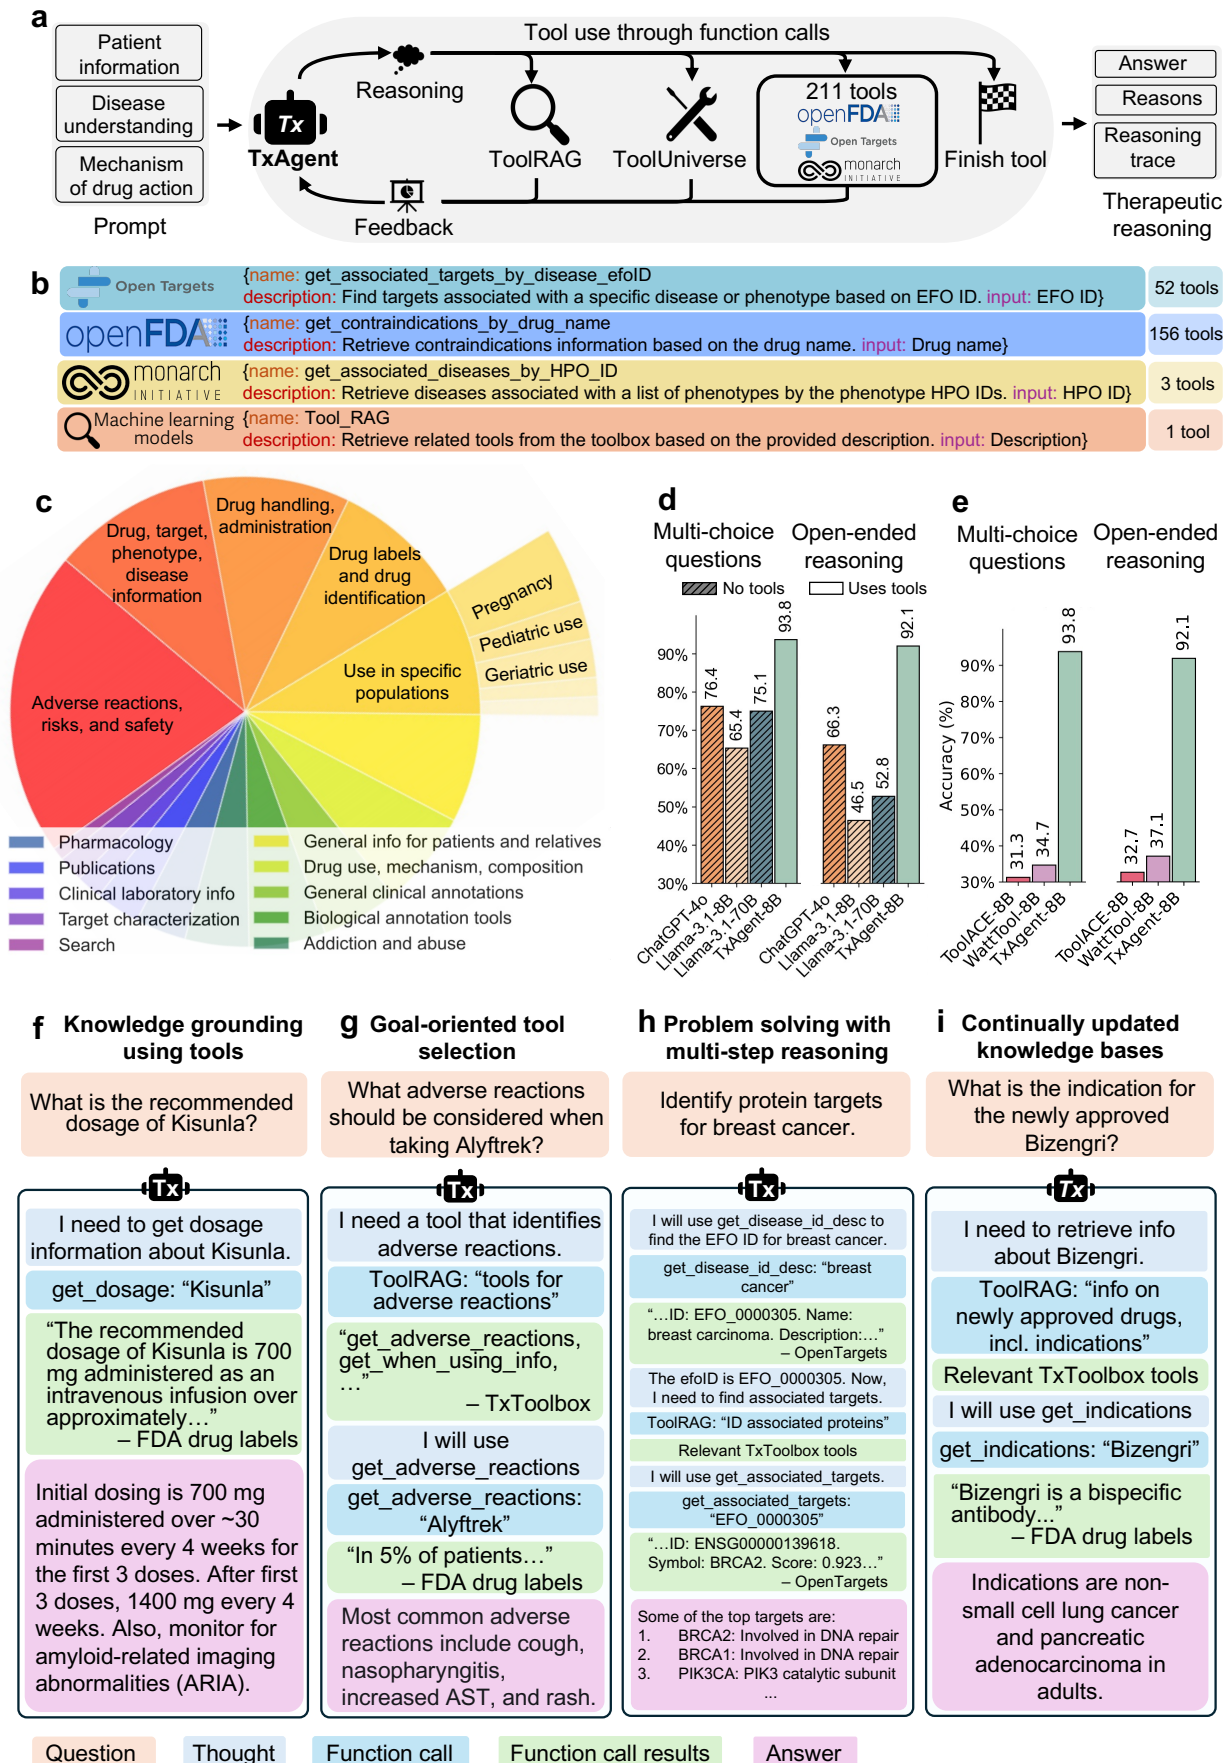 a
Patient
information
Disease
understanding
Mechanism
of drug action
Prompt
Tx
TxAgent
Tool use through function calls
Reasoning
ToolRAG
ToolUniverse
211 tools
openFDA
Open Targets
monarch
INITIATIVE
Finish tool
Feedback
Answer
Reasons
Reasoning
trace
Therapeutic
reasoning
b
Open Targets
{name: get_associated_targets_by_disease_efoID
description: Find targets associated with a specific disease or phenotype based on EFO ID. input: EFO ID}
52 tools
openFDA
{name: get_contraindications_by_drug_name
description: Retrieve contraindications information based on the drug name. input: Drug name}
156 tools
monarch
INITIATIVE
{name: get_associated_diseases_by_HPO_ID
description: Retrieve diseases associated with a list of phenotypes by the phenotype HPO IDs. input: HPO ID}
3 tools
Machine learning
models
{name: Tool_RAG
description: Retrieve related tools from the toolbox based on the provided description. input: Description}
1 tool
c
Drug handling,
administration
Drug, target,
phenotype,
disease
information
Drug labels
and drug
identification
Pregnancy
Pediatric use
Geriatric use
Use in specific
populations
Adverse reactions,
risks, and safety
Pharmacology
Publications
Clinical laboratory info
Target characterization
Search
General info for patients and relatives
Drug use, mechanism, composition
General clinical annotations
Biological annotation tools
Addiction and abuse
d
Multi-choice
questions
Open-ended
reasoning
No tools
Uses tools
90%
80%
70%
60%
50%
40%
30%
76.4
65.4
75.1
93.8
66.3
46.5
52.8
92.1
ChatGPT-4o
Llama-3.1-8B
Llama-3.1-70B
TxAgent-8B
ChatGPT-4o
Llama-3.1-8B
Llama-3.1-70B
TxAgent-8B
e
Multi-choice
questions
Open-ended
reasoning
Accuracy (%)
90%
80%
70%
60%
50%
40%
30%
31.3
34.7
93.8
32.7
37.1
92.1
ToolACE-8B
WattTool-8B
TxAgent-8B
ToolACE-8B
WattTool-8B
TxAgent-8B
f Knowledge grounding
using tools
What is the recommended
dosage of Kisunla?
Tx
I need to get dosage
information about Kisunla.
get_dosage: “Kisunla”
“The recommended
dosage of Kisunla is 700
mg administered as an
intravenous infusion over
approximately…”
– FDA drug labels
Initial dosing is 700 mg
administered over ~30
minutes every 4 weeks for
the first 3 doses. After first
3 doses, 1400 mg every 4
weeks. Also, monitor for
amyloid-related imaging
abnormalities (ARIA).
g Goal-oriented tool
selection
What adverse reactions
should be considered when
taking Alyftrek?
Tx
I need a tool that identifies
adverse reactions.
ToolRAG: “tools for
adverse reactions”
“get_adverse_reactions,
get_when_using_info,
…”
– TxToolbox
I will use
get_adverse_reactions
get_adverse_reactions:
“Alyftrek”
“In 5% of patients…”
– FDA drug labels
Most common adverse
reactions include cough,
nasopharyngitis,
increased AST, and rash.
h Problem solving with
multi-step reasoning
Identify protein targets
for breast cancer.
Tx
I will use get_disease_id_desc to
find the EFO ID for breast cancer.
get_disease_id_desc: “breast
cancer”
“…ID: EFO_0000305. Name:
breast carcinoma. Description:…”
– OpenTargets
The efoID is EFO_0000305. Now,
I need to find associated targets.
ToolRAG: “ID associated proteins”
Relevant TxToolbox tools
I will use get_associated_targets.
get_associated_targets:
“EFO_0000305”
“…ID: ENSG00000139618.
Symbol: BRCA2. Score: 0.923…”
– OpenTargets
Some of the top targets are:
1. BRCA2: Involved in DNA repair
2. BRCA1: Involved in DNA repair
3. PIK3CA: PIK3 catalytic subunit
...
i Continually updated
knowledge bases
What is the indication for
the newly approved
Bizengri?
Tx
I need to retrieve info
about Bizengri.
ToolRAG: “info on
newly approved drugs,
incl. indications”
Relevant TxToolbox tools
I will use get_indications
get_indications: “Bizengri”
“Bizengri is a bispecific
antibody...”
– FDA drug labels
Indications are non-
small cell lung cancer
and pancreatic
adenocarcinoma in
adults.
Question
Thought
Function call
Function call results
Answer